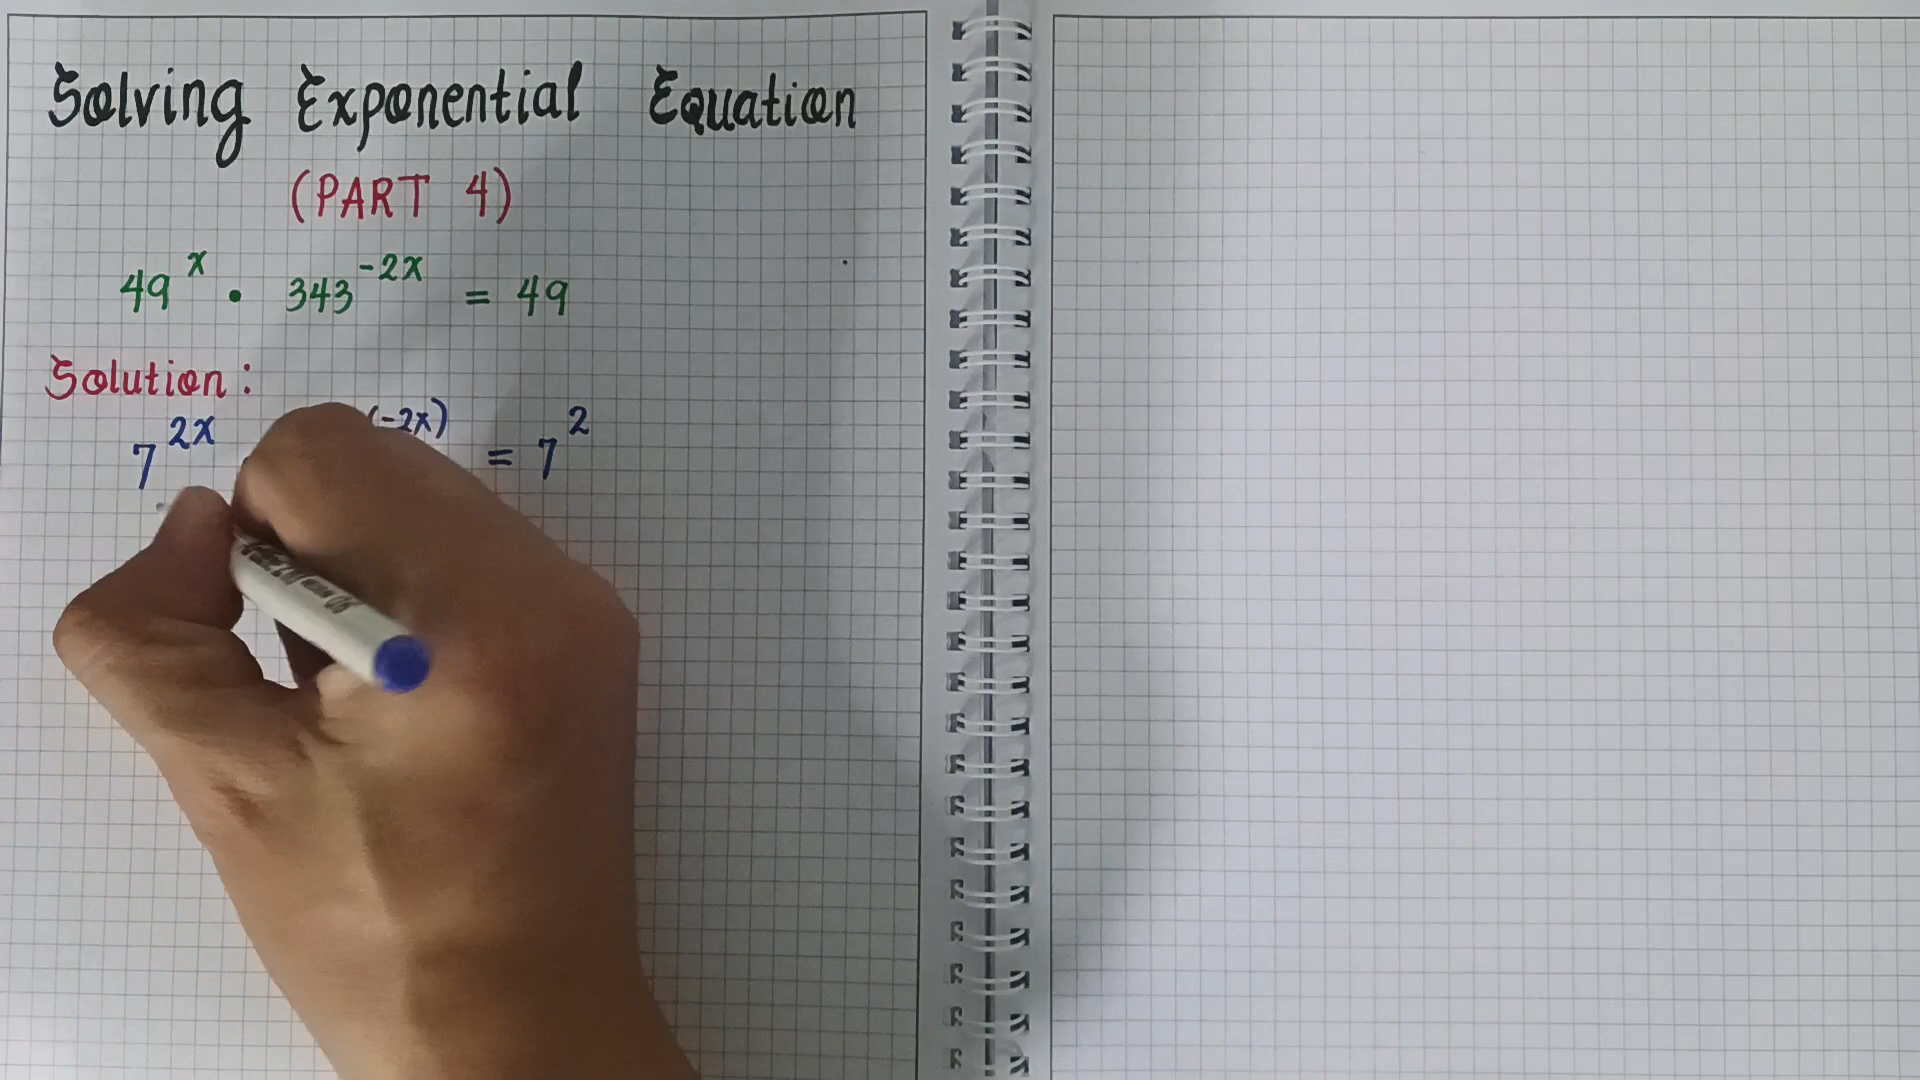 Solving Exponential Equation
(PART 4)
49^x • 343^-2x = 49
Solution:
7^2x (-2x) = 7^2